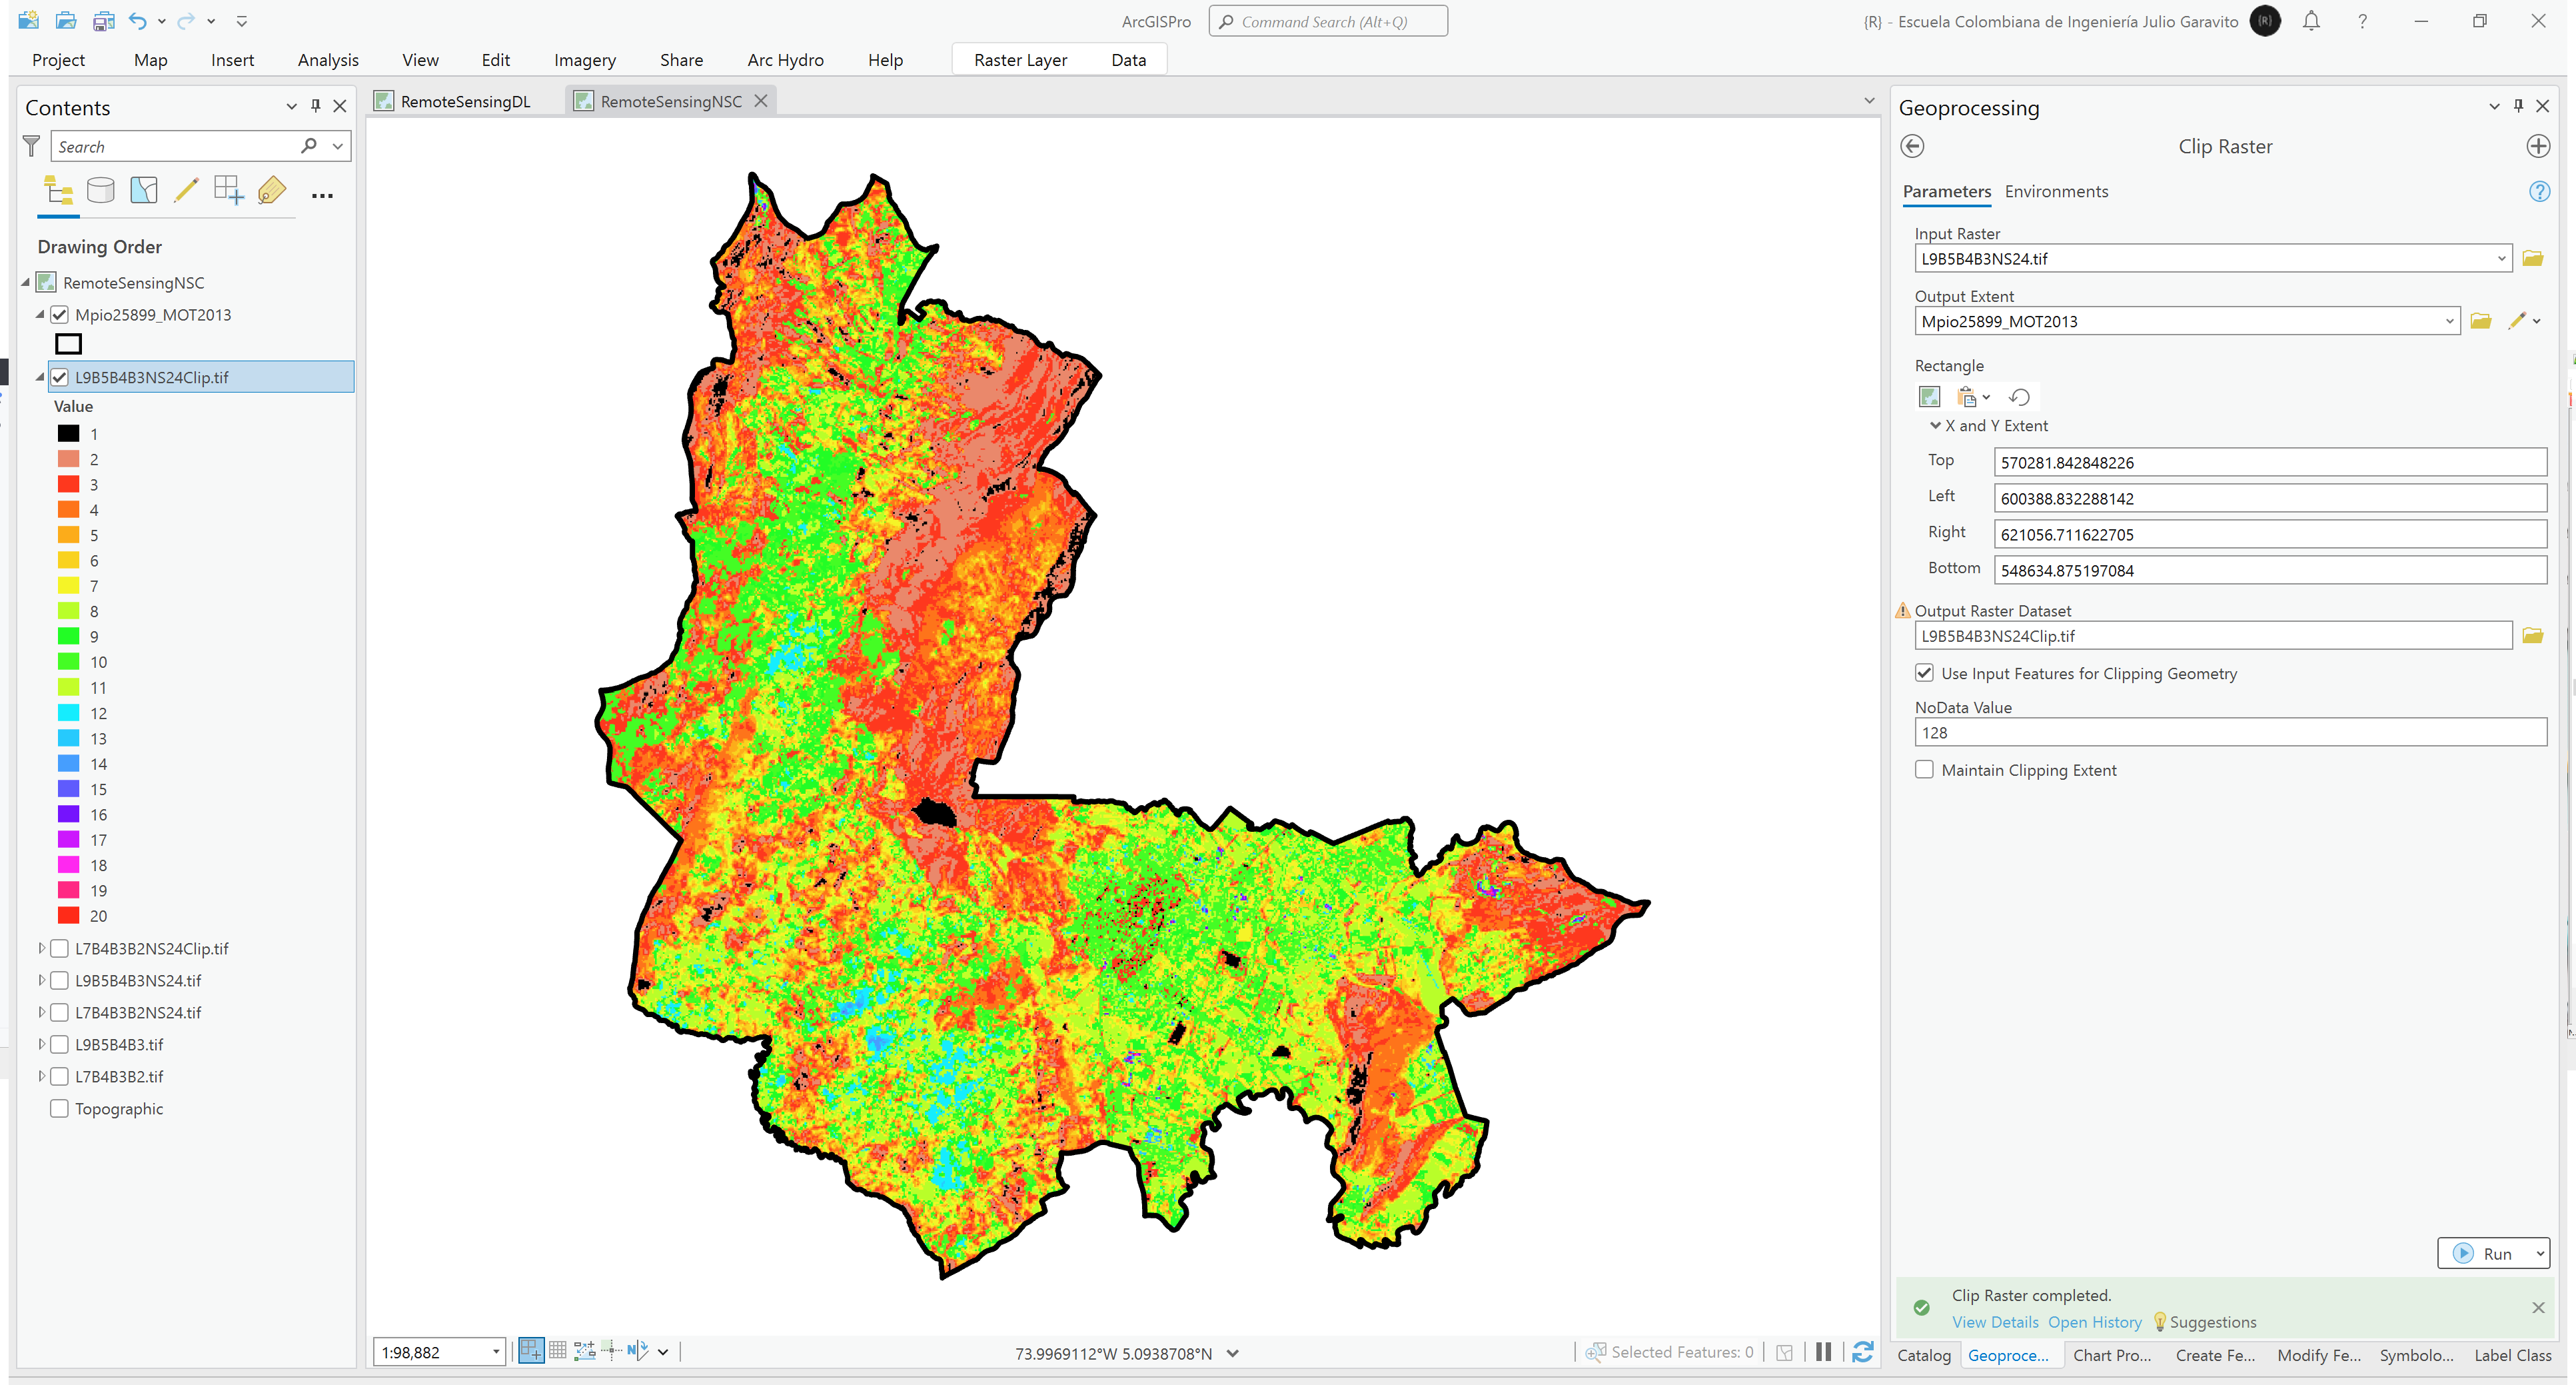 ArcGISPro
Command Search (Alt+Q)
{R} - Escuela Colombiana de Ingeniería Julio Garavito
{R}
?
Project Map Insert Analysis View Edit Imagery Share Arc Hydro Help Raster Layer Data
Contents
Search
Drawing Order
RemoteSensingNSC
Mpio25899_MOT2013
L9B5B4B3NS24Clip.tif
Value
1
2
3
4
5
6
7
8
9
10
11
12
13
14
15
16
17
18
19
20
L7B4B3B2NS24Clip.tif
L9B5B4B3NS24.tif
L7B4B3B2NS24.tif
L9B5B4B3.tif
L7B4B3B2.tif
Topographic
RemoteSensingDL RemoteSensingNSC
1:98,882
N
73.9969112°W 5.0938708°N
Selected Features: 0
Geoprocessing
Clip Raster
Parameters Environments
?
Input Raster
L9B5B4B3NS24.tif
Output Extent
Mpio25899_MOT2013
Rectangle
X and Y Extent
Top 570281.842848226
Left 600388.832288142
Right 621056.711622705
Bottom 548634.875197084
Output Raster Dataset
L9B5B4B3NS24Clip.tif
Use Input Features for Clipping Geometry
NoData Value
128
Maintain Clipping Extent
Run
Clip Raster completed.
View Details Open History Suggestions
Catalog Geoproce... Chart Pro... Create Fe... Modify Fe... Symbolo... Label Class